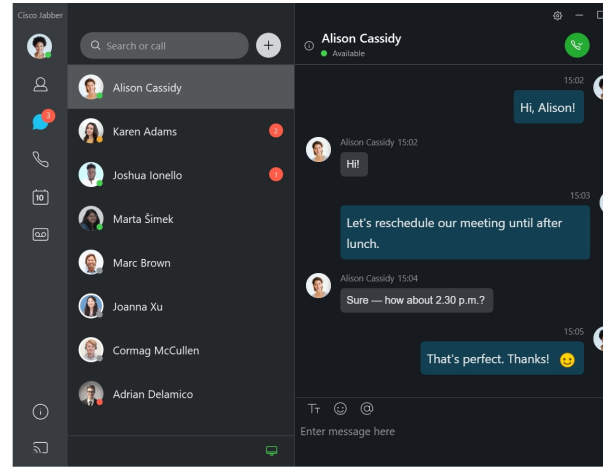 Cisco Jabber
Search or call
3
10
Alison Cassidy
Karen Adams
2
Joshua Ionello
1
Marta Šimek
Marc Brown
Joanna Xu
Cormag McCullen
Adrian Delamico
Alison Cassidy
Available
15:02
Hi, Alison!
Alison Cassidy 15:02
Hi!
15:03
Let's reschedule our meeting until after
lunch.
Alison Cassidy 15:04
Sure — how about 2.30 p.m.?
15:05
That's perfect. Thanks!
TT
@
Enter message here